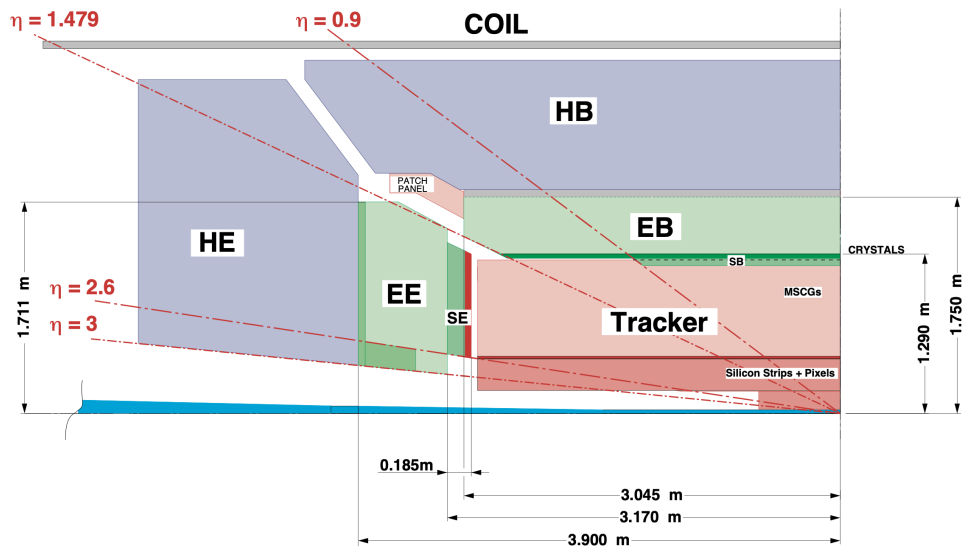 η = 1.479
η = 0.9
COIL
HB
PATCH
PANEL
EB
HE
CRYSTALS
SB
EE
η = 2.6
MSCGs
SE
Tracker
η = 3
1.711 m
1.290 m
1.750 m
Silicon Strips + Pixels
0.185m
3.045 m
3.170 m
3.900 m